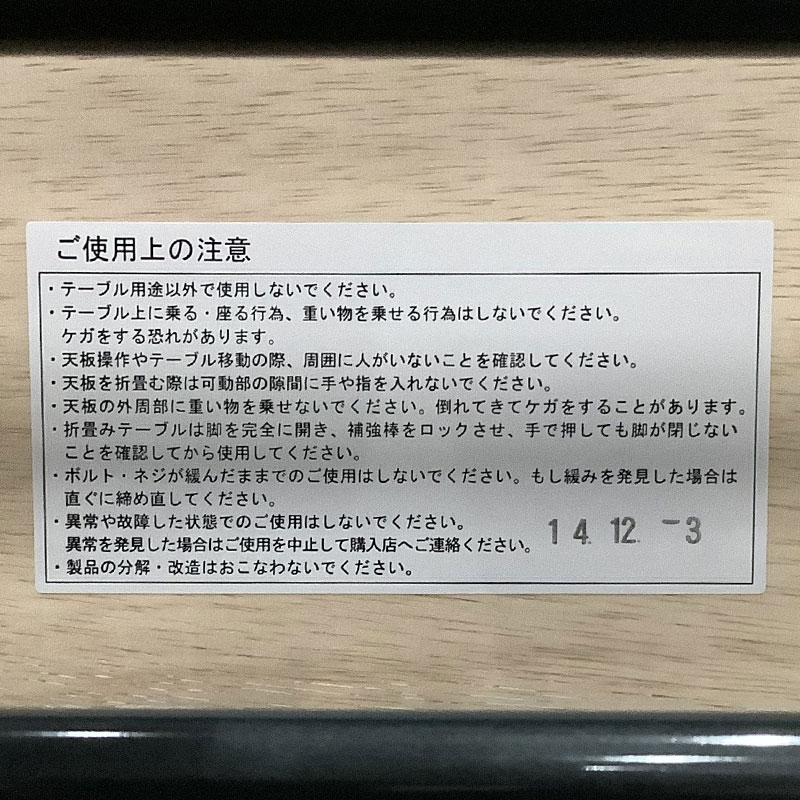 ご使用上の注意
・テーブル用途以外で使用しないでください。
・テーブル上に乗る・座る行為、重い物を乗せる行為はしないでください。
ケガをする恐れがあります。
・天板操作やテーブル移動の際、周囲に人がいないことを確認してください。
・天板を折畳む際は可動部の隙間に手や指を入れないでください。
・天板の外周部に重い物を乗せないでください。倒れてきてケガをすることがあります。
・折畳みテーブルは脚を完全に開き、補強棒をロックさせ、手で押しても脚が閉じない
ことを確認してから使用してください。
・ボルト・ネジが緩んだままでのご使用はしないでください。もし緩みを発見した場合は
直ぐに締め直してください。
・異常や故障した状態でのご使用はしないでください。
異常を発見した場合はご使用を中止して購入店へご連絡ください。
14. 12. -3
・製品の分解・改造はおこなわないでください。